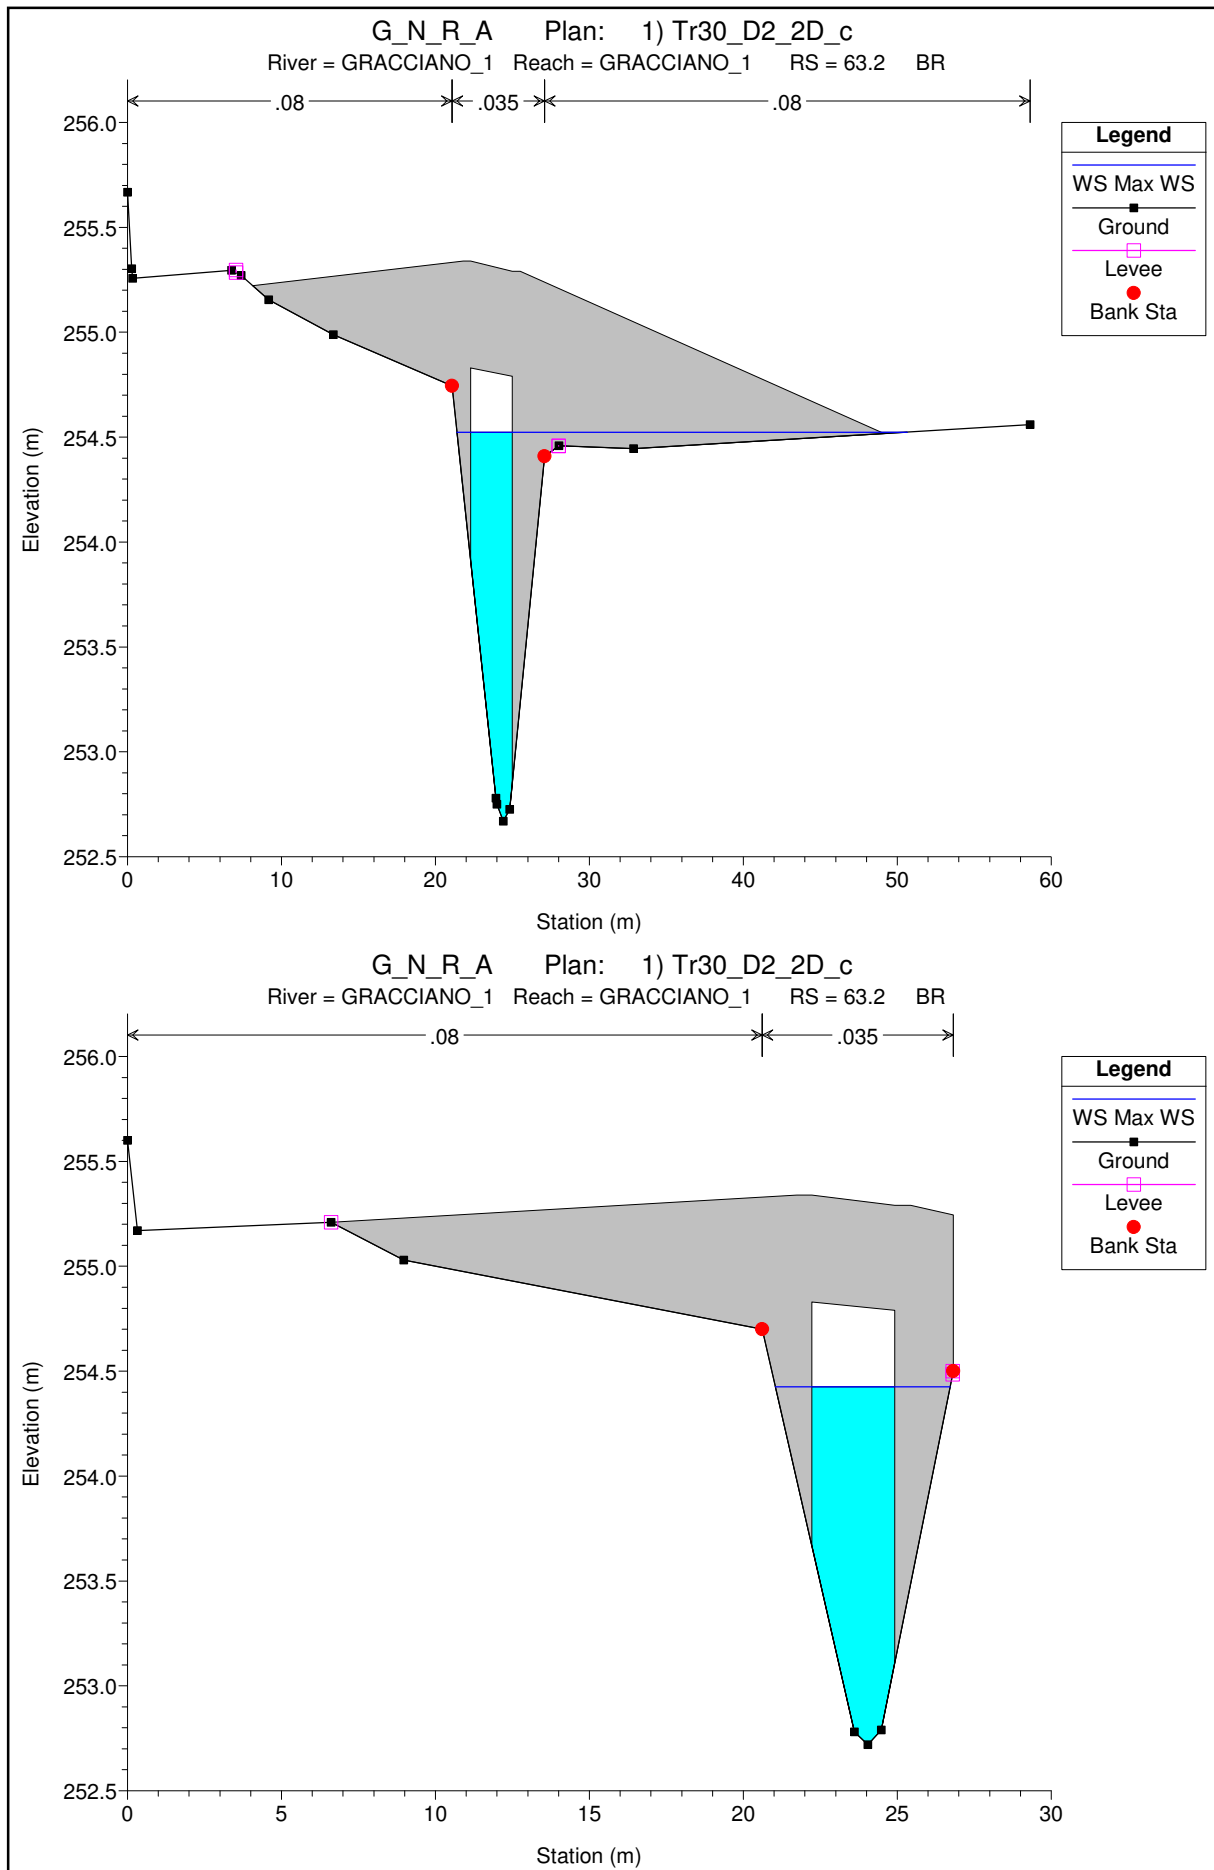 G_N_R_A Plan: 1) Tr30_D2_2D_c
River = GRACCIANO_1 Reach = GRACCIANO_1 RS = 63.2 BR
.08 .035 .08
Legend
WS Max WS
Ground
Levee
Bank Sta
256.0
255.5
255.0
254.5
254.0
253.5
253.0
252.5
Elevation (m)
0 10 20 30 40 50 60
Station (m)
G_N_R_A Plan: 1) Tr30_D2_2D_c
River = GRACCIANO_1 Reach = GRACCIANO_1 RS = 63.2 BR
.08 .035
Legend
WS Max WS
Ground
Levee
Bank Sta
256.0
255.5
255.0
254.5
254.0
253.5
253.0
252.5
Elevation (m)
0 5 10 15 20 25 30
Station (m)